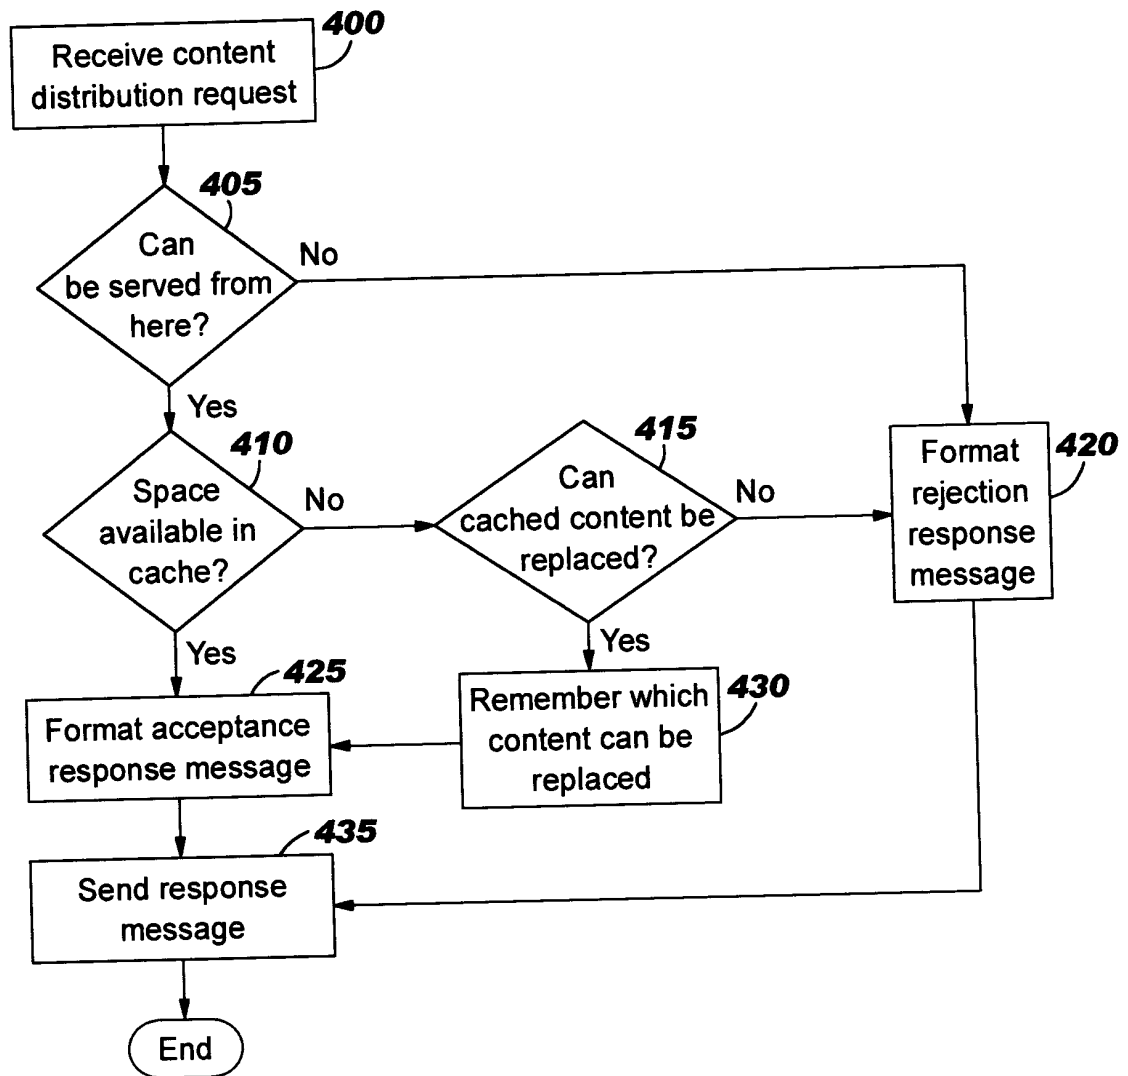 400
Receive content
distribution request
405
Can
be served from
here?
No
Yes
410
Space
available in
cache?
No
415
Can
cached content be
replaced?
No
420
Format
rejection
response
message
Yes
Yes
425
Format acceptance
response message
430
Remember which
content can be
replaced
435
Send response
message
End